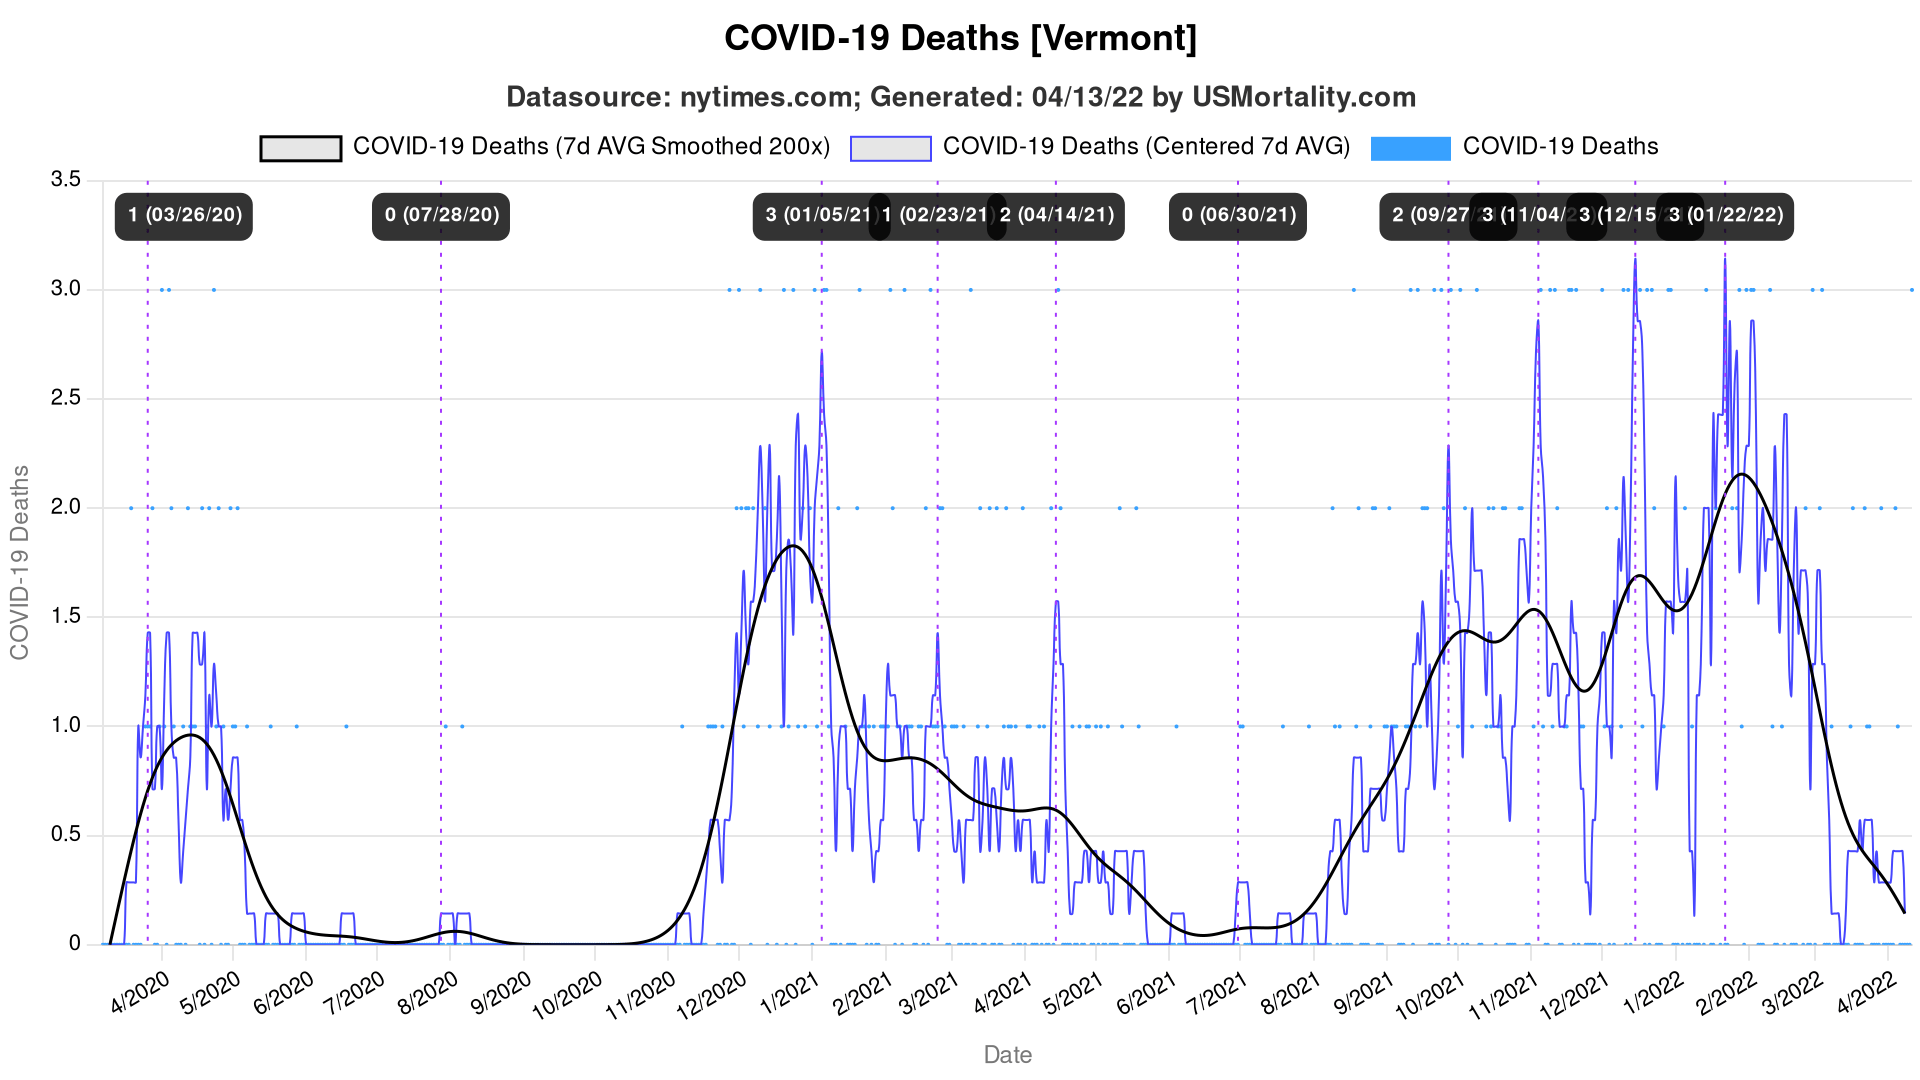 COVID-19 Deaths [Vermont]
Datasource: nytimes.com; Generated: 04/13/22 by USMortality.com
COVID-19 Deaths (7d AVG Smoothed 200x) COVID-19 Deaths (Centered 7d AVG) COVID-19 Deaths
3.5
1 (03/26/20) 0 (07/28/20) 3 (01/05/21) 1 (02/23/21) 2 (04/14/21) 0 (06/30/21) 2 (09/27/21) 3 (11/04/21) 3 (12/15/21) 3 (01/22/22)
3.0
2.5
2.0
1.5
1.0
0.5
0
COVID-19 Deaths
4/2020 5/2020 6/2020 7/2020 8/2020 9/2020 10/2020 11/2020 12/2020 1/2021 2/2021 3/2021 4/2021 5/2021 6/2021 7/2021 8/2021 9/2021 10/2021 11/2021 12/2021 1/2022 2/2022 3/2022 4/2022
Date